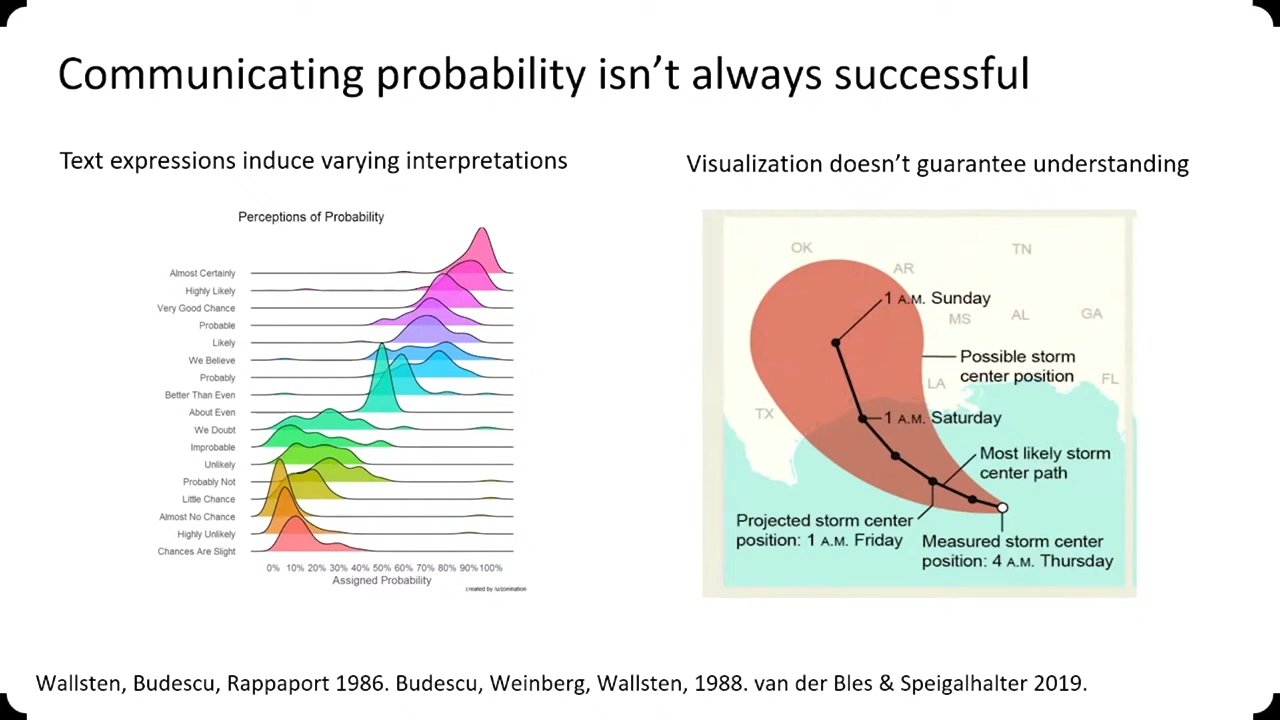 Communicating probability isn't always successful
Text expressions induce varying interpretations
Visualization doesn't guarantee understanding
Perceptions of Probability
Almost Certainly
Highly Likely
Very Good Chance
Probable
Likely
We Believe
Probably
Better Than Even
About Even
We Doubt
Improbable
Unlikely
Probably Not
Little Chance
Almost No Chance
Highly Unlikely
Chances Are Slight
0% 10% 20% 30% 40% 50% 60% 70% 80% 90% 100%
Assigned Probability
created by
OK
TN
AR
1 A.M. Sunday
MS
AL
GA
Possible storm
center position
LA
FL
TX
1 A.M. Saturday
Most likely storm
center path
Projected storm center
position: 1 A.M. Friday
Measured storm center
position: 4 A.M. Thursday
Wallsten, Budescu, Rappaport 1986. Budescu, Weinberg, Wallsten, 1988. van der Bles & Speigalhalter 2019.